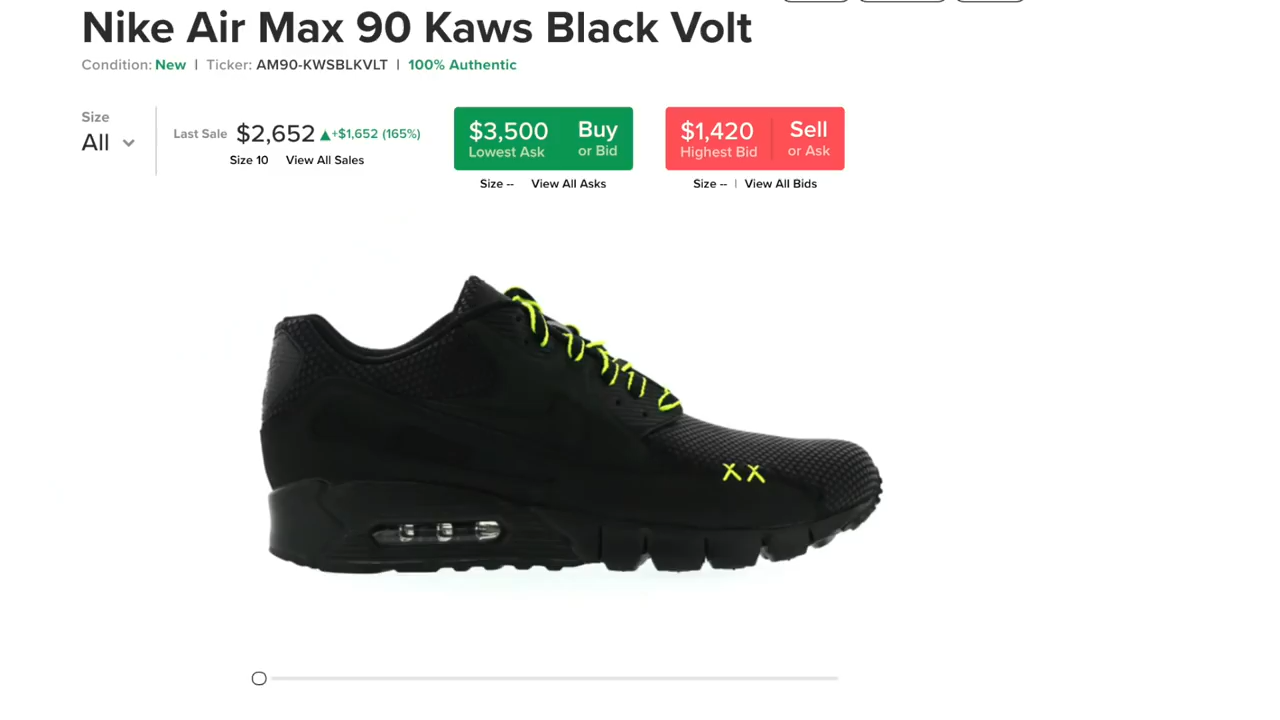 Nike Air Max 90 Kaws Black Volt
Condition: New | Ticker: AM90-KWSBLKVLT | 100% Authentic
Size
All
Last Sale $2,652 ▲+$1,652 (165%)
Size 10 View All Sales
$3,500 Buy
Lowest Ask or Bid
Size -- View All Asks
$1,420 Sell
Highest Bid or Ask
Size -- | View All Bids
XX